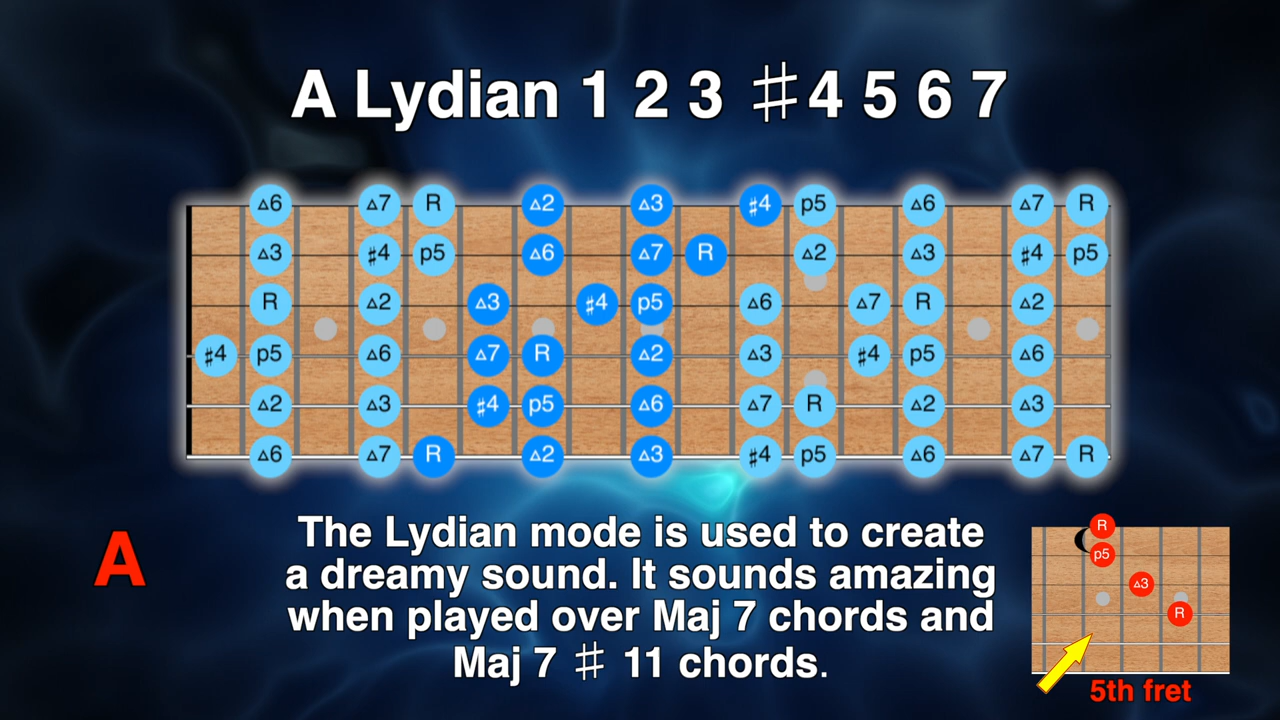 A Lydian 1 2 3 ♯4 5 6 7
Δ6 Δ7 R Δ2 Δ3 ♯4 p5 Δ6 Δ7 R
Δ3 ♯4 p5 Δ6 Δ7 R Δ2 Δ3 ♯4 p5
R Δ2 Δ3 ♯4 p5 Δ6 Δ7 R Δ2
♯4 p5 Δ6 Δ7 R Δ2 Δ3 ♯4 p5 Δ6
Δ2 Δ3 ♯4 p5 Δ6 Δ7 R Δ2 Δ3
Δ6 Δ7 R Δ2 Δ3 ♯4 p5 Δ6 Δ7 R
A
The Lydian mode is used to create
a dreamy sound. It sounds amazing
when played over Maj 7 chords and
Maj 7 ♯ 11 chords.
R
p5
Δ3
R
5th fret